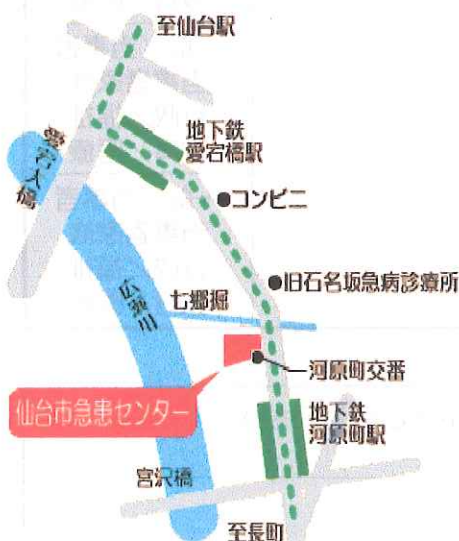 至仙台駅
地下鉄
愛宕橋駅
愛宕大橋
コンビニ
旧石名坂急病診療所
広瀬川
七郷堀
河原町交番
仙台市急患センター
地下鉄
河原町駅
宮沢橋
至長町